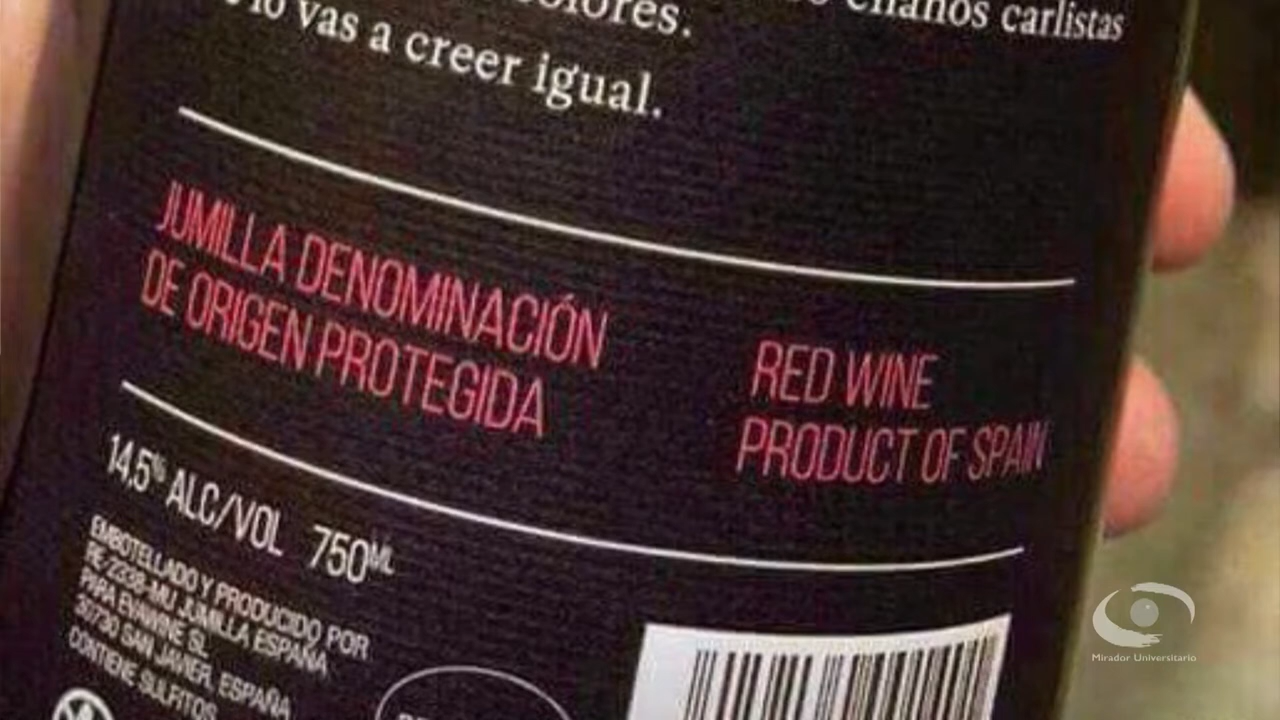 enanos carlistas
colores.
lo vas a creer igual.
JUMILLA DENOMINACIÓN
DE ORIGEN PROTEGIDA
RED WINE
PRODUCT OF SPAIN
14,5% ALC/VOL 750ML
EMBOTELLADO Y PRODUCIDO POR
RE-2338-MU JUMILLA ESPAÑA
PARA EVANWINE SL
30730 SAN JAVIER, ESPAÑA
CONTIENE SULFITOS
Mirador Universitario